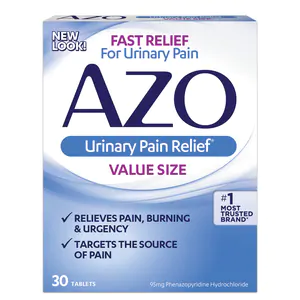 NEW
LOOK!
FAST RELIEF
For Urinary Pain
AZO
Urinary Pain Relief®
VALUE SIZE
#1
MOST
TRUSTED
BRAND*
✓ RELIEVES PAIN, BURNING
& URGENCY
✓ TARGETS THE SOURCE
OF PAIN
30 TABLETS
95mg Phenazopyridine Hydrochloride